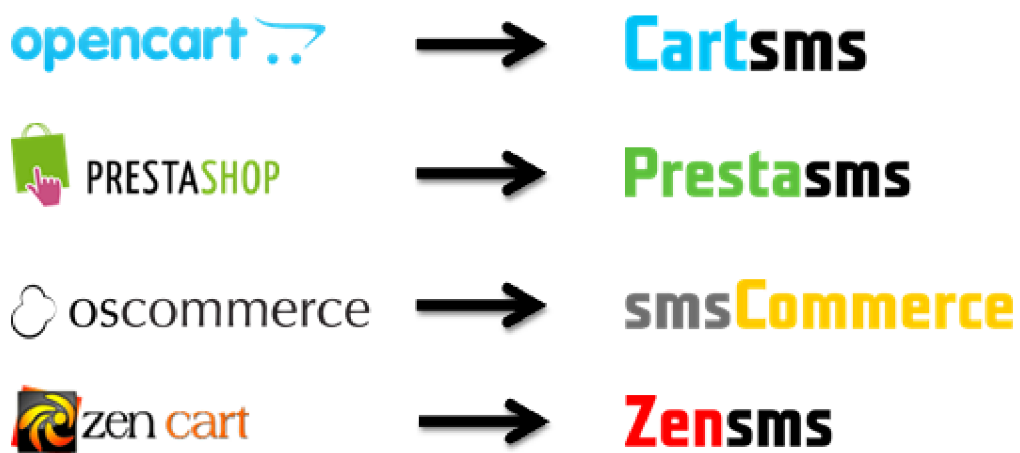 opencart Cartsms
PRESTASHOP Prestasms
oscommerce smsCommerce
zen cart Zensms